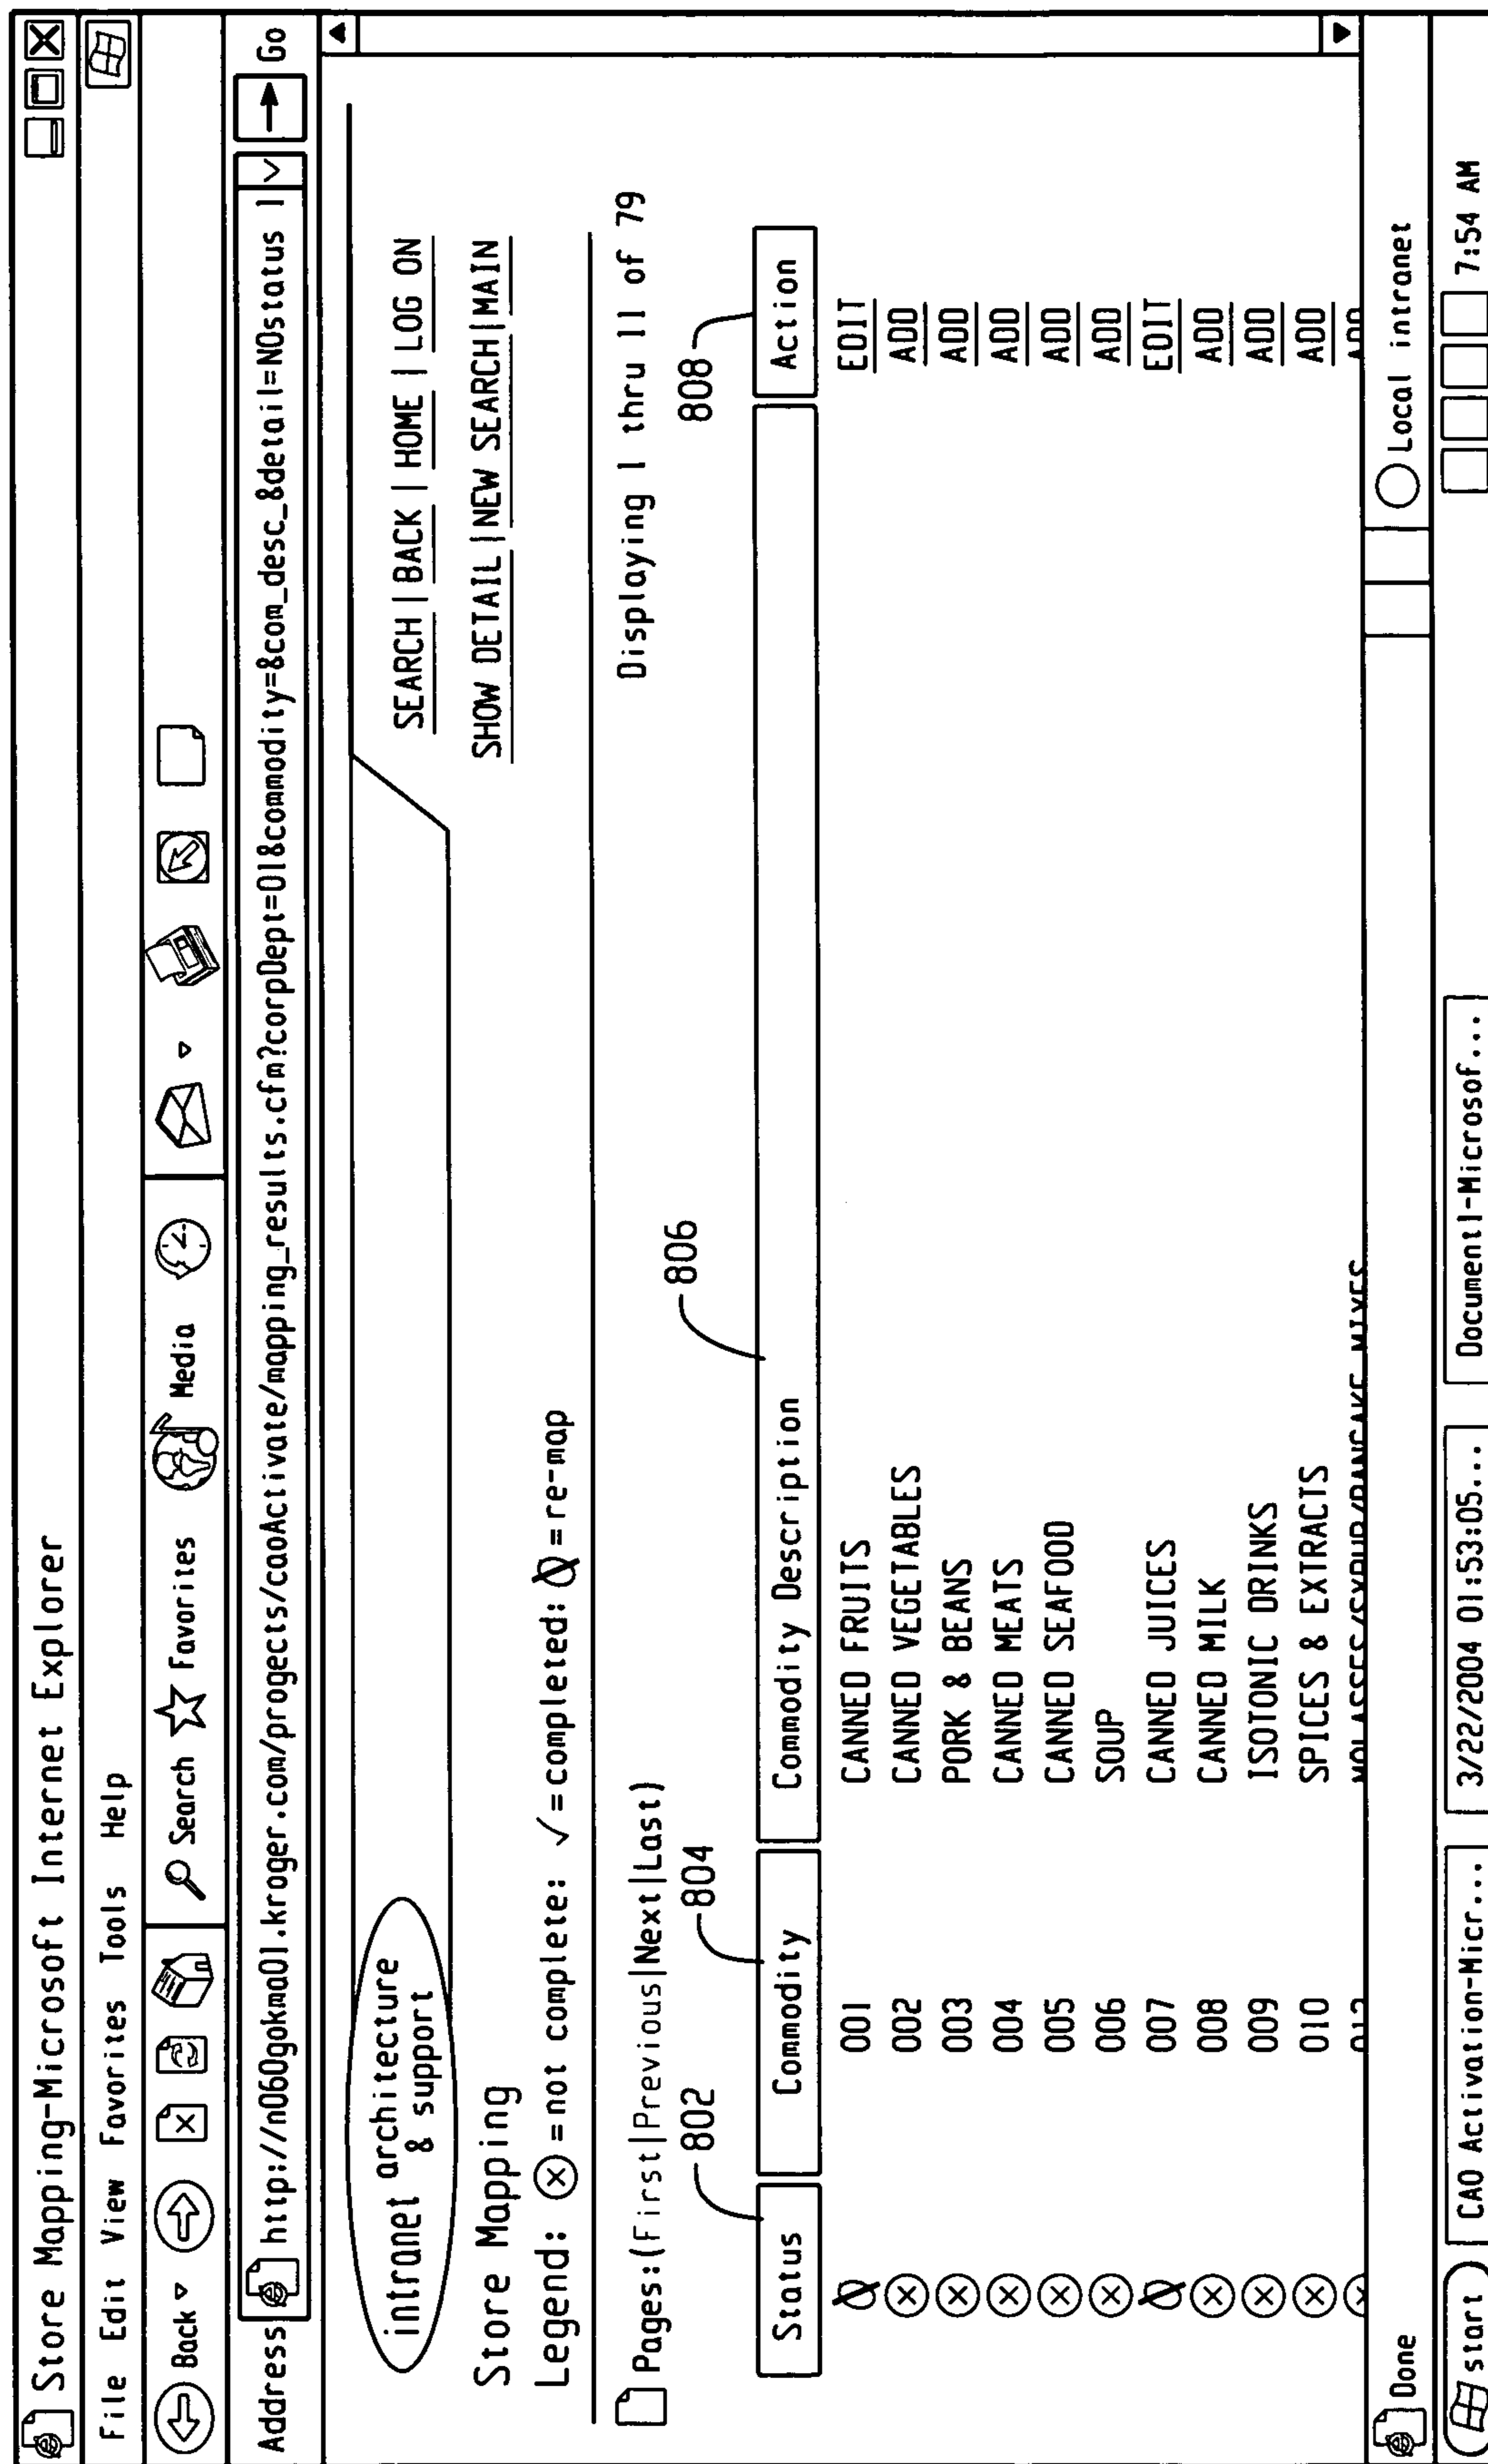 Store Mapping-Microsoft Internet Explorer
File Edit View Favorites Tools Help
Back Search Favorites Media
Address http://n060gokma01.kroger.com/progects/caoActivate/mapping_results.cfm?corpDept=01&commodity=&com_desc_&detail=NOstatus | Go
intranet architecture
& support
SEARCH | BACK | HOME | LOG ON
Store Mapping
SHOW DETAIL | NEW SEARCH | MAIN
Legend: ⓧ=not complete: √=completed: Ø=re-map
Pages:(First|Previous|Next|Last) Displaying 1 thru 11 of 79
802 804 806 808
Status Commodity Commodity Description Action
Ø 001 CANNED FRUITS EDIT
ⓧ 002 CANNED VEGETABLES ADD
ⓧ 003 PORK & BEANS ADD
ⓧ 004 CANNED MEATS ADD
ⓧ 005 CANNED SEAFOOD ADD
ⓧ 006 SOUP ADD
Ø 007 CANNED JUICES EDIT
ⓧ 008 CANNED MILK ADD
ⓧ 009 ISOTONIC DRINKS ADD
ⓧ 010 SPICES & EXTRACTS ADD
ⓧ 012 MOLASSES/SYRUP/PANCAKE MIXES ADD
Done Local intranet
start CAO Activation-Micr... 3/22/2004 01:53:05... Document1-Microsof... 7:54 AM